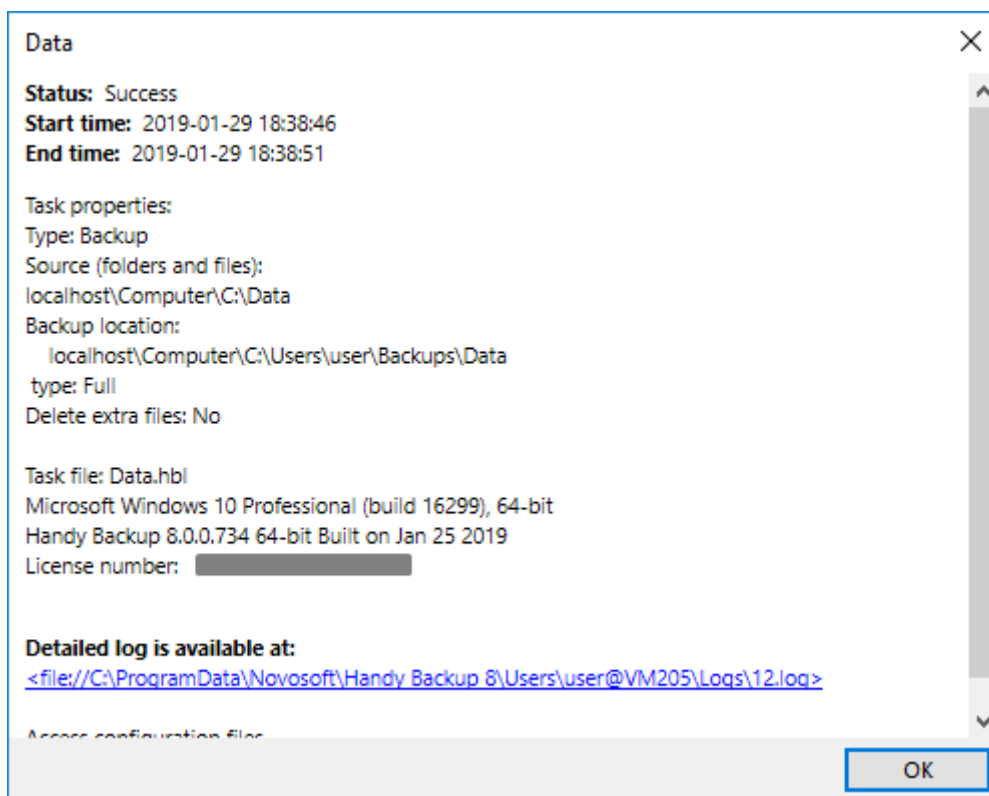 Data
Status: Success
Start time: 2019-01-29 18:38:46
End time: 2019-01-29 18:38:51
Task properties:
Type: Backup
Source (folders and files):
localhost\Computer\C:\Data
Backup location:
localhost\Computer\C:\Users\user\Backups\Data
type: Full
Delete extra files: No
Task file: Data.hbl
Microsoft Windows 10 Professional (build 16299), 64-bit
Handy Backup 8.0.0.734 64-bit Built on Jan 25 2019
License number:
Detailed log is available at:
<file://C:\ProgramData\Novosoft\Handy Backup 8\Users\user@VM205\Logs\12.log>
Access configuration files
OK